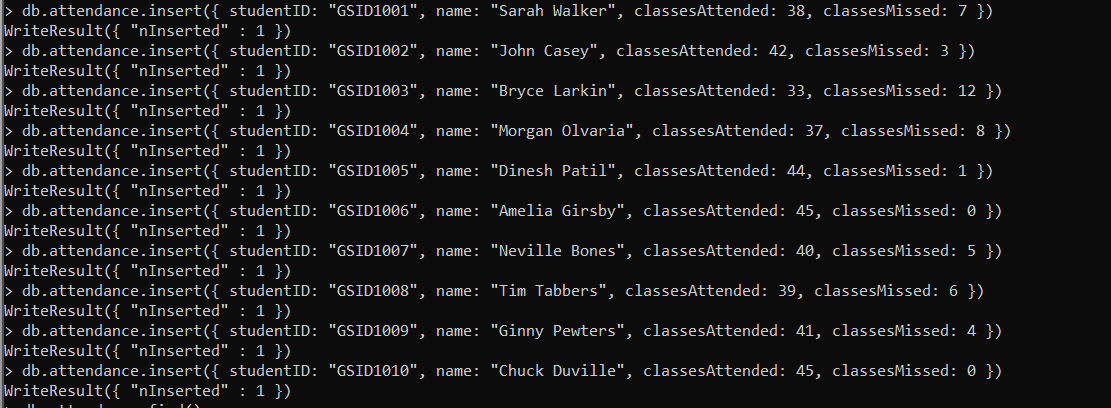 > db.attendance.insert({ studentID: "GSID1001", name: "Sarah Walker", classesAttended: 38, classesMissed: 7 })
WriteResult({ "nInserted" : 1 })
> db.attendance.insert({ studentID: "GSID1002", name: "John Casey", classesAttended: 42, classesMissed: 3 })
WriteResult({ "nInserted" : 1 })
> db.attendance.insert({ studentID: "GSID1003", name: "Bryce Larkin", classesAttended: 33, classesMissed: 12 })
WriteResult({ "nInserted" : 1 })
> db.attendance.insert({ studentID: "GSID1004", name: "Morgan Olvaria", classesAttended: 37, classesMissed: 8 })
WriteResult({ "nInserted" : 1 })
> db.attendance.insert({ studentID: "GSID1005", name: "Dinesh Patil", classesAttended: 44, classesMissed: 1 })
WriteResult({ "nInserted" : 1 })
> db.attendance.insert({ studentID: "GSID1006", name: "Amelia Girsby", classesAttended: 45, classesMissed: 0 })
WriteResult({ "nInserted" : 1 })
> db.attendance.insert({ studentID: "GSID1007", name: "Neville Bones", classesAttended: 40, classesMissed: 5 })
WriteResult({ "nInserted" : 1 })
> db.attendance.insert({ studentID: "GSID1008", name: "Tim Tabbers", classesAttended: 39, classesMissed: 6 })
WriteResult({ "nInserted" : 1 })
> db.attendance.insert({ studentID: "GSID1009", name: "Ginny Pewters", classesAttended: 41, classesMissed: 4 })
WriteResult({ "nInserted" : 1 })
> db.attendance.insert({ studentID: "GSID1010", name: "Chuck Duville", classesAttended: 45, classesMissed: 0 })
WriteResult({ "nInserted" : 1 })